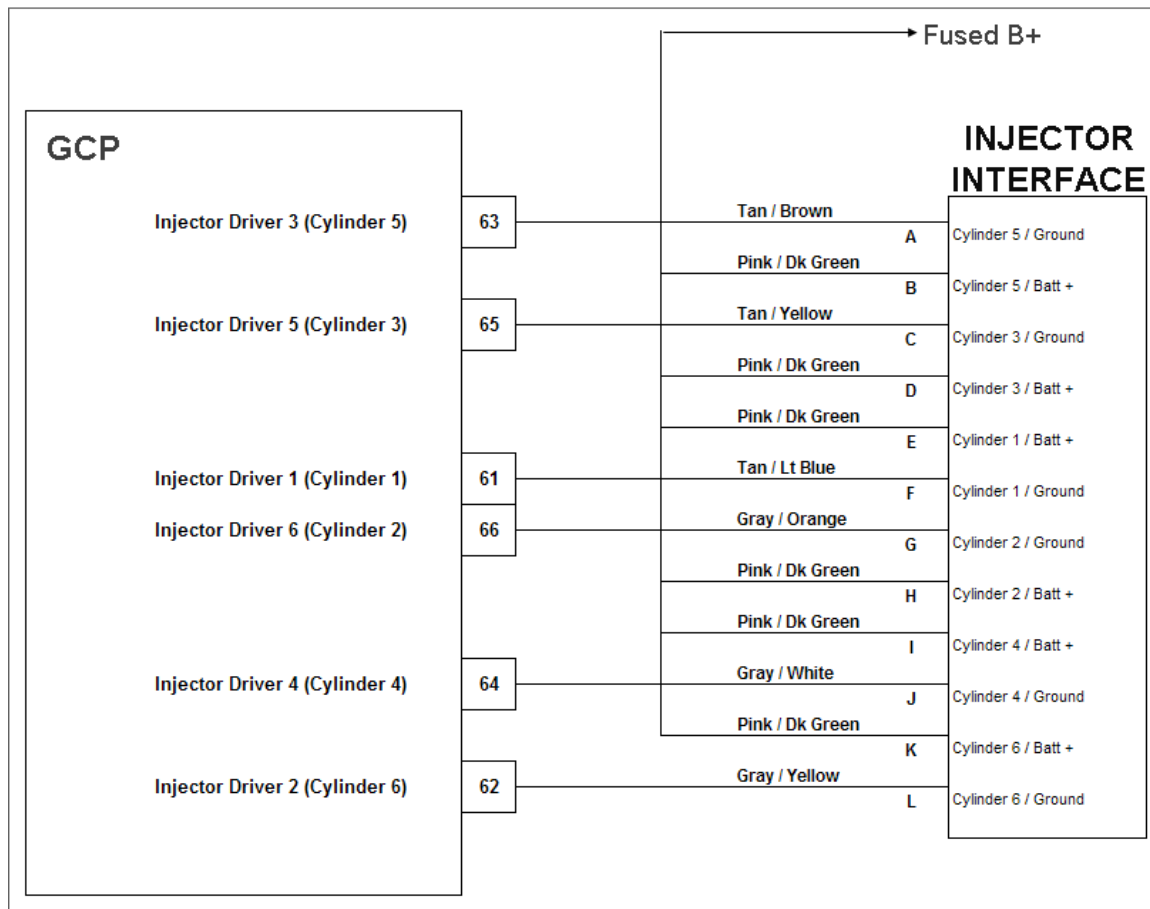 Fused B+
GCP
INJECTOR
INTERFACE
Injector Driver 3 (Cylinder 5)
63
Tan / Brown
A
Cylinder 5 / Ground
Pink / Dk Green
B
Cylinder 5 / Batt +
Injector Driver 5 (Cylinder 3)
65
Tan / Yellow
C
Cylinder 3 / Ground
Pink / Dk Green
D
Cylinder 3 / Batt +
Pink / Dk Green
E
Cylinder 1 / Batt +
Injector Driver 1 (Cylinder 1)
61
Tan / Lt Blue
F
Cylinder 1 / Ground
Injector Driver 6 (Cylinder 2)
66
Gray / Orange
G
Cylinder 2 / Ground
Pink / Dk Green
H
Cylinder 2 / Batt +
Pink / Dk Green
I
Cylinder 4 / Batt +
Injector Driver 4 (Cylinder 4)
64
Gray / White
J
Cylinder 4 / Ground
Pink / Dk Green
K
Cylinder 6 / Batt +
Injector Driver 2 (Cylinder 6)
62
Gray / Yellow
L
Cylinder 6 / Ground